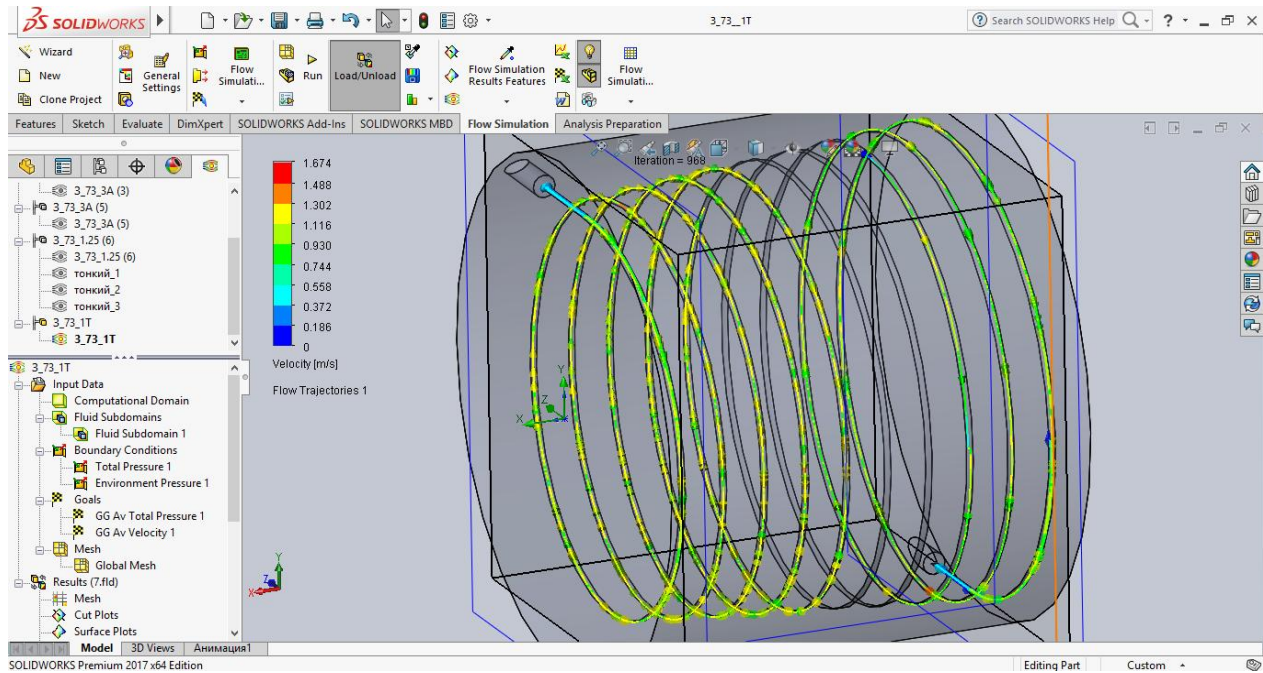 SOLIDWORKS
3_73__1T
Search SOLIDWORKS Help
Wizard
New
Clone Project
General Settings
Flow Simulati...
Run
Load/Unload
Flow Simulation Results Features
Flow Simulati...
Features
Sketch
Evaluate
DimXpert
SOLIDWORKS Add-Ins
SOLIDWORKS MBD
Flow Simulation
Analysis Preparation
3_73_3A (3)
3_73_3A (5)
3_73_3A (5)
3_73_1.25 (6)
3_73_1.25 (6)
тонкий_1
тонкий_2
тонкий_3
3_73_1T
3_73_1T
3_73_1T
Input Data
Computational Domain
Fluid Subdomains
Fluid Subdomain 1
Boundary Conditions
Total Pressure 1
Environment Pressure 1
Goals
GG Av Total Pressure 1
GG Av Velocity 1
Mesh
Global Mesh
Results (7.fld)
Mesh
Cut Plots
Surface Plots
1.674
1.488
1.302
1.116
0.930
0.744
0.558
0.372
0.186
0
Velocity [m/s]
Flow Trajectories 1
Iteration = 968
Y
X
Z
Y
Z
X
Model
3D Views
Анимация1
SOLIDWORKS Premium 2017 x64 Edition
Editing Part
Custom